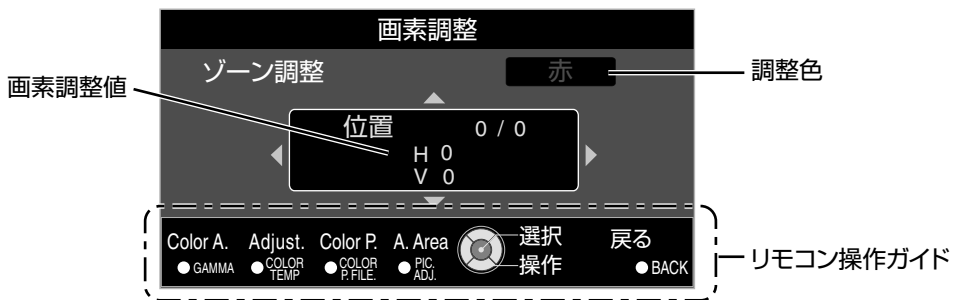 画素調整
ゾーン調整 赤
調整色
画素調整値
位置 0 / 0
H 0
V 0
Color A. Adjust. Color P. A. Area 選択 戻る
GAMMA COLOR TEMP COLOR P. FILE. PIC. ADJ. 操作 BACK
リモコン操作ガイド